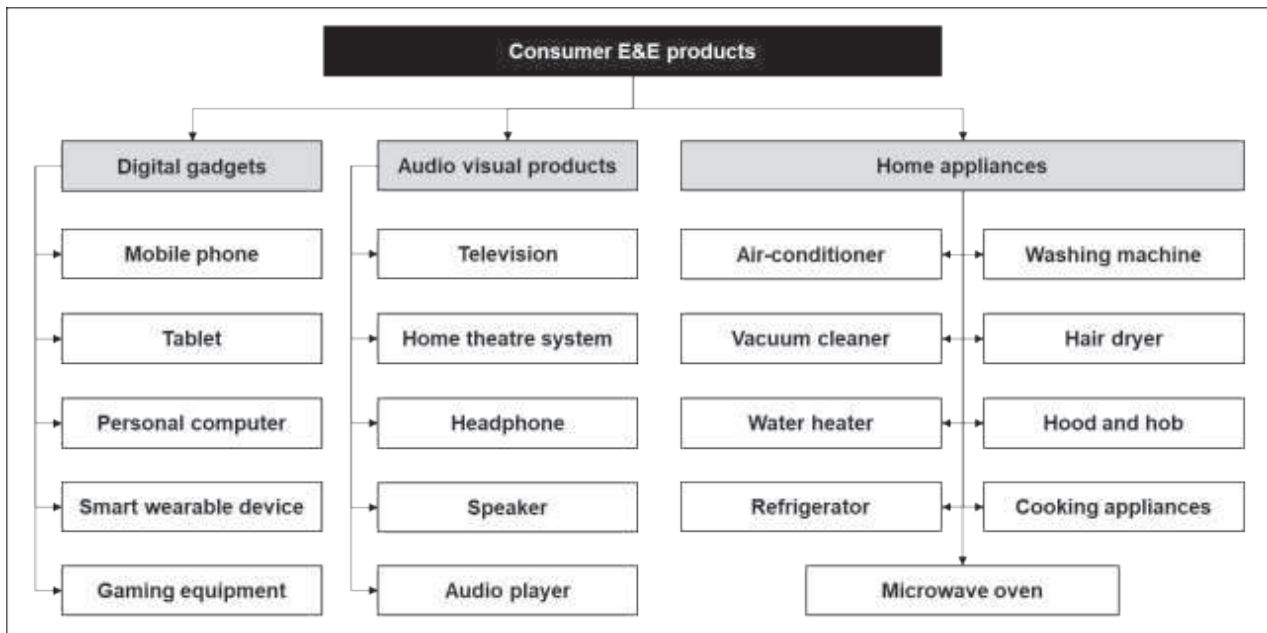 Consumer E&E products
Digital gadgets
Mobile phone
Tablet
Personal computer
Smart wearable device
Gaming equipment
Audio visual products
Television
Home theatre system
Headphone
Speaker
Audio player
Home appliances
Air-conditioner
Washing machine
Vacuum cleaner
Hair dryer
Water heater
Hood and hob
Refrigerator
Cooking appliances
Microwave oven